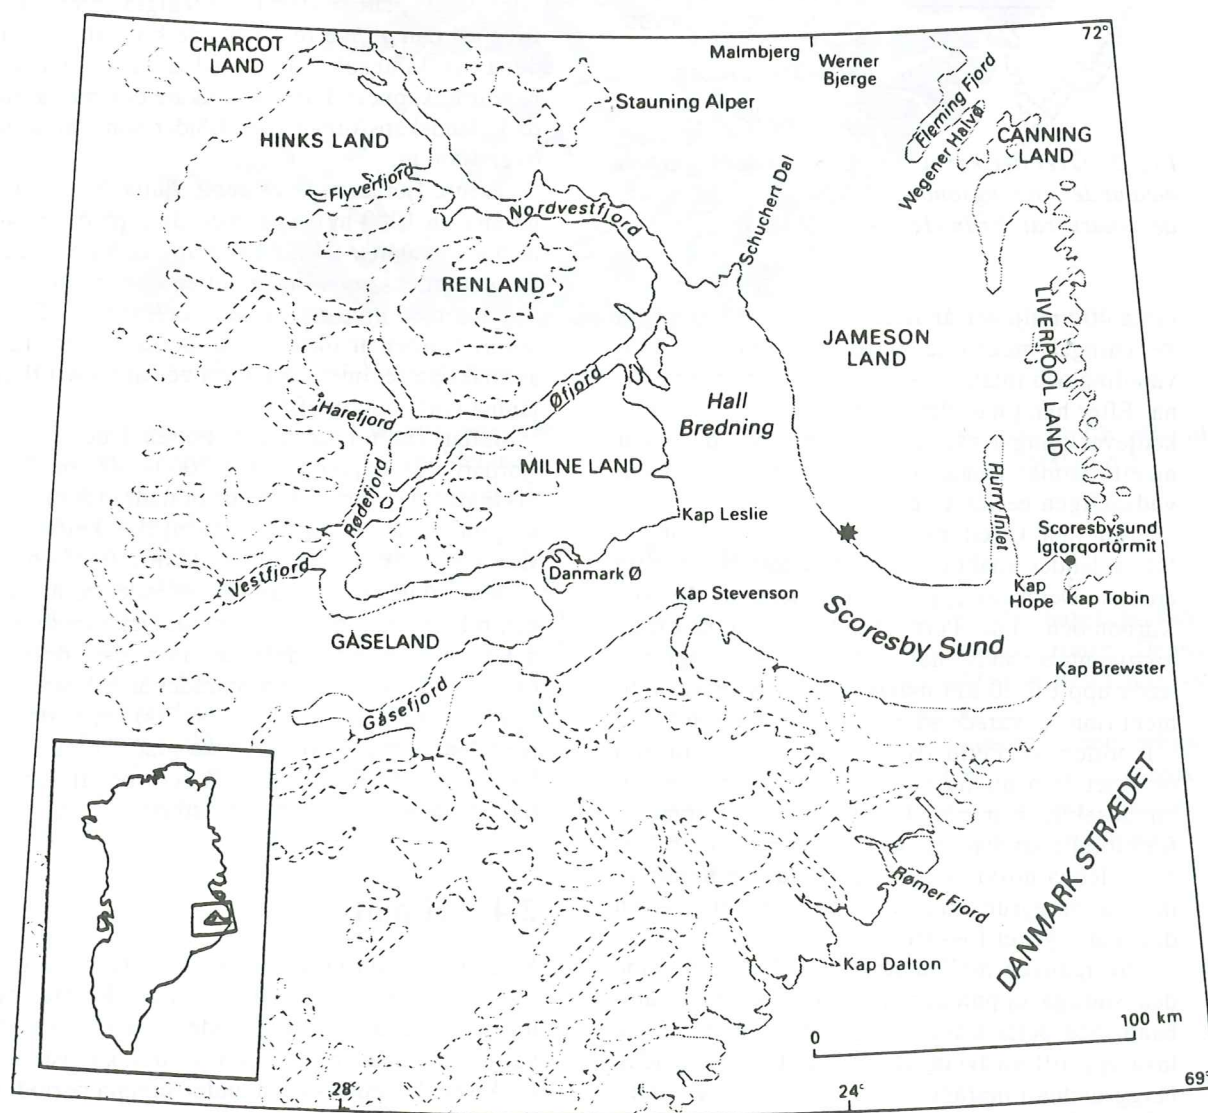 72°
CHARCOT
LAND
Malmbjerg
Werner
Bjerge
Fleming Fjord
Stauning Alper
Wegener Halvø
CANNING
LAND
HINKS LAND
Flyverfjord
Nordvestfjord
Schuchert Dal
RENLAND
LIVERPOOL LAND
JAMESON
LAND
Øfjord
Hall
Bredning
Harefjord
MILNE LAND
Rødefjord
Hurry Inlet
Kap Leslie
Scoresbysund
Igtorqortormit
Vestfjord
Danmark Ø
Kap Stevenson
Kap
Hope
Kap Tobin
GÅSELAND
Scoresby Sund
Kap Brewster
Gåsefjord
DANMARK STRÆDET
Rømer Fjord
Kap Dalton
0
100 km
28°
24°
69°